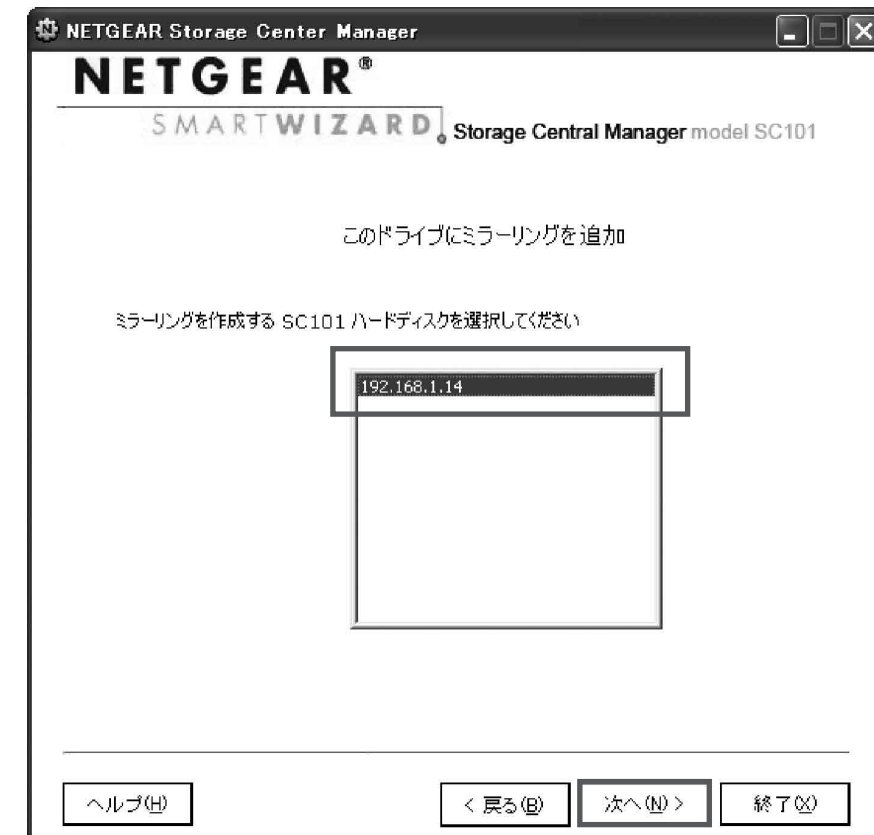 NETGEAR Storage Center Manager
NETGEAR®
SMARTWIZARD Storage Central Manager model SC101
このドライブにミラーリングを追加
ミラーリングを作成する SC101 ハードディスクを選択してください
192.168.1.14
ヘルプ(H)
< 戻る(B)
次へ(N) >
終了(X)